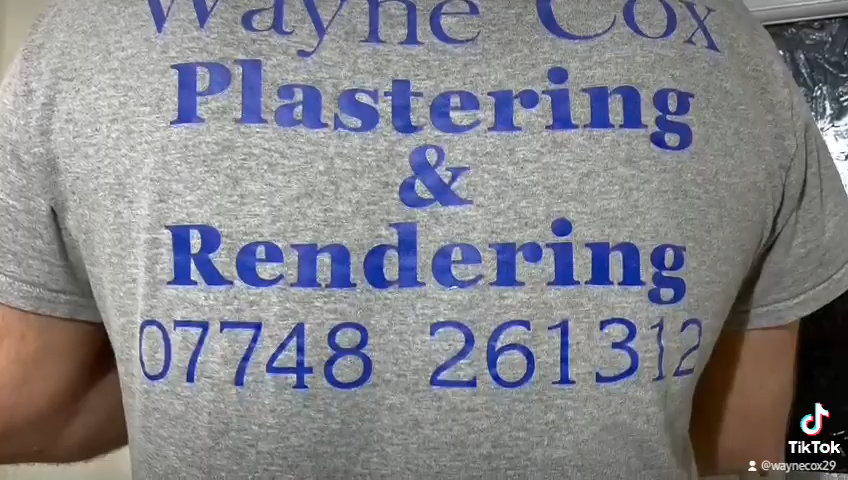 Wayne Cox
Plastering
&
Rendering
07748 261312
TikTok
@waynecox29